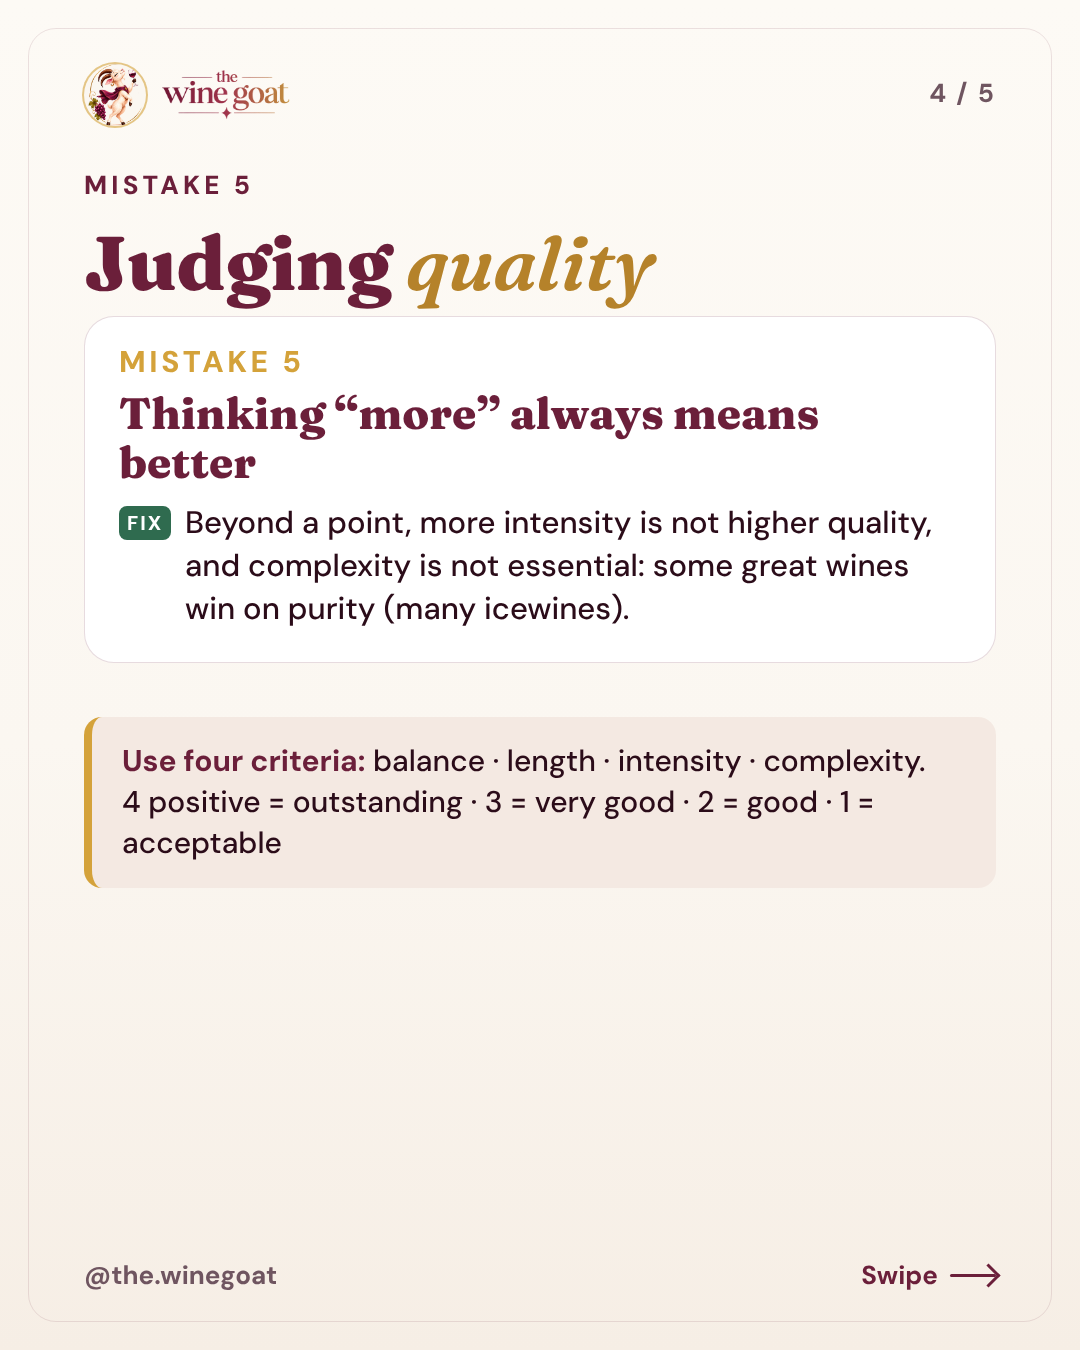 the
wine goat
4 / 5
MISTAKE 5
Judging quality
MISTAKE 5
Thinking “more” always means
better
FIX Beyond a point, more intensity is not higher quality,
and complexity is not essential: some great wines
win on purity (many icewines).
Use four criteria: balance · length · intensity · complexity.
4 positive = outstanding · 3 = very good · 2 = good · 1 =
acceptable
@the.winegoat
Swipe